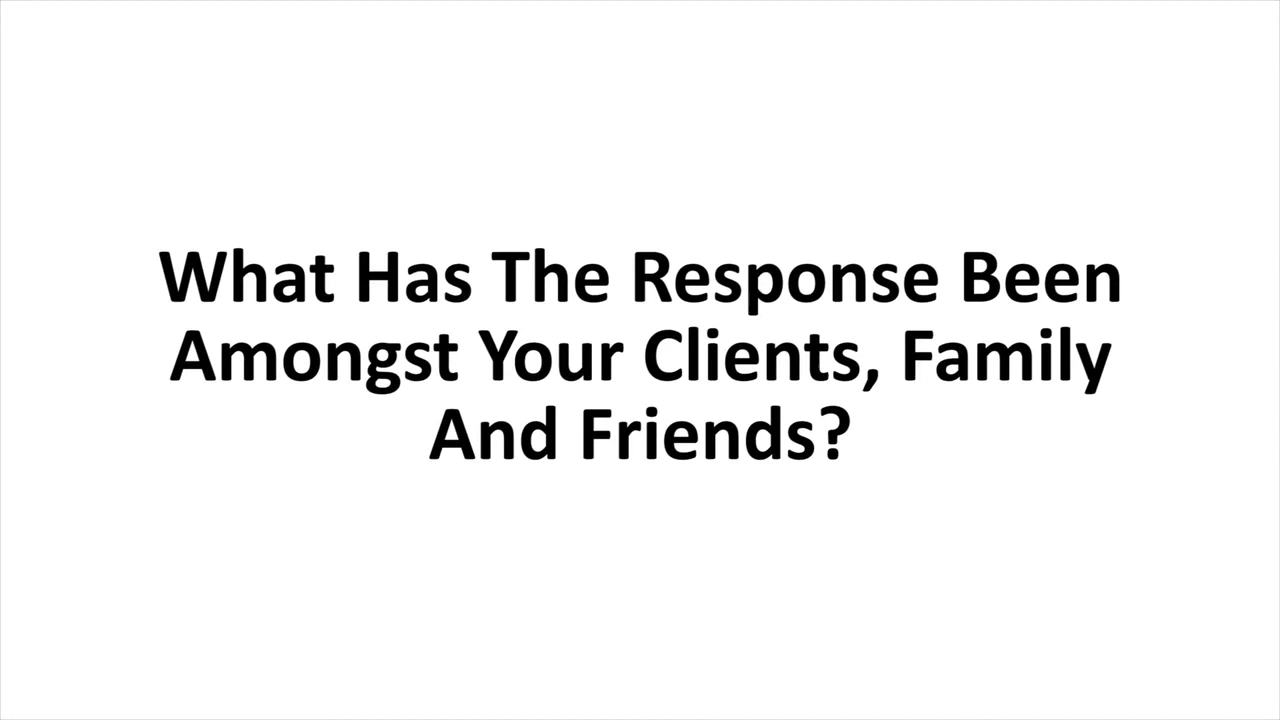 What Has The Response Been
Amongst Your Clients, Family
And Friends?